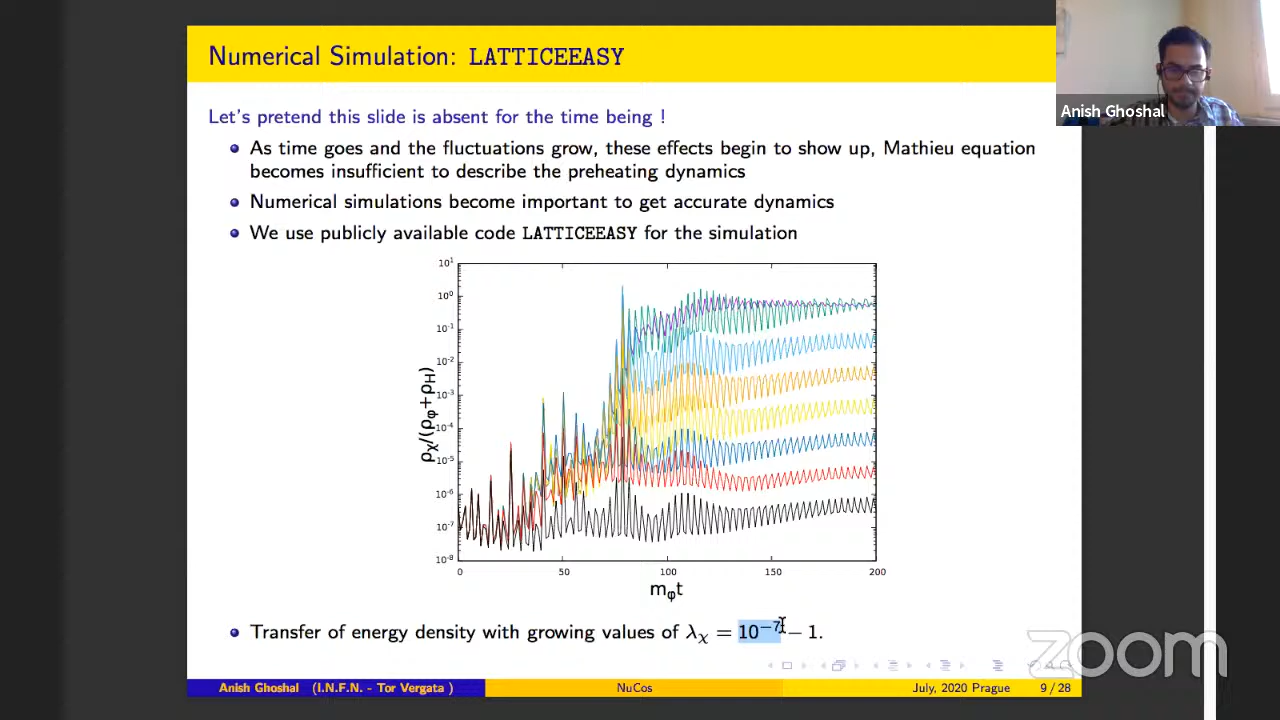 Numerical Simulation: LATTICEEASY
Anish Ghoshal
Let's pretend this slide is absent for the time being !
As time goes and the fluctuations grow, these effects begin to show up, Mathieu equation
becomes insufficient to describe the preheating dynamics
Numerical simulations become important to get accurate dynamics
We use publicly available code LATTICEEASY for the simulation
10¹
10⁰
10⁻¹
10⁻²
10⁻³
10⁻⁴
10⁻⁵
10⁻⁶
10⁻⁷
10⁻⁸
ρχ/(ρφ+ρH)
0 50 100 150 200
mφt
Transfer of energy density with growing values of λχ = 10⁻⁷ – 1.
zoom
Anish Ghoshal (I.N.F.N. - Tor Vergata ) NuCos July, 2020 Prague 9 / 28